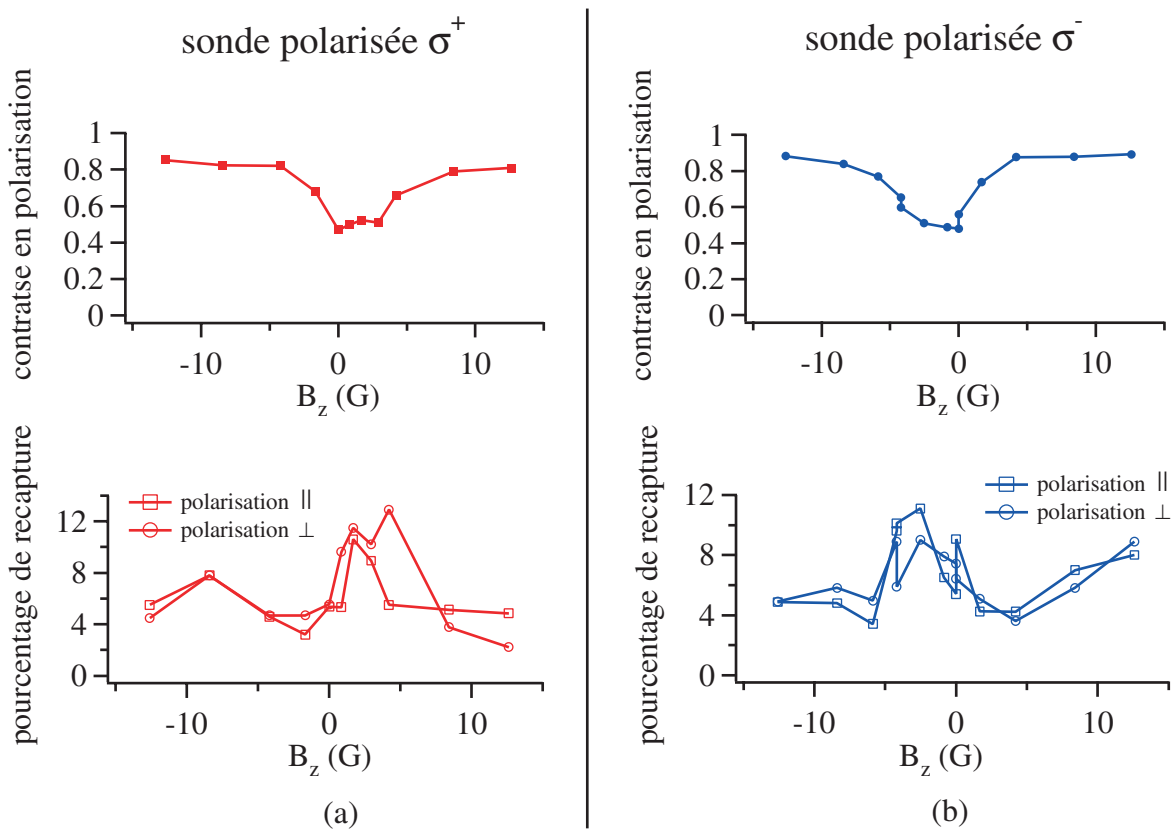 sonde polarisée σ+
contratse en polarisation
1
0.8
0.6
0.4
0.2
0
-10 0 10
Bz (G)
pourcentage de recapture
polarisation ||
polarisation ⊥
12
8
4
0
-10 0 10
Bz (G)
(a)
sonde polarisée σ-
contratse en polarisation
1
0.8
0.6
0.4
0.2
0
-10 0 10
Bz (G)
pourcentage de recapture
polarisation ||
polarisation ⊥
12
8
4
0
-10 0 10
Bz (G)
(b)